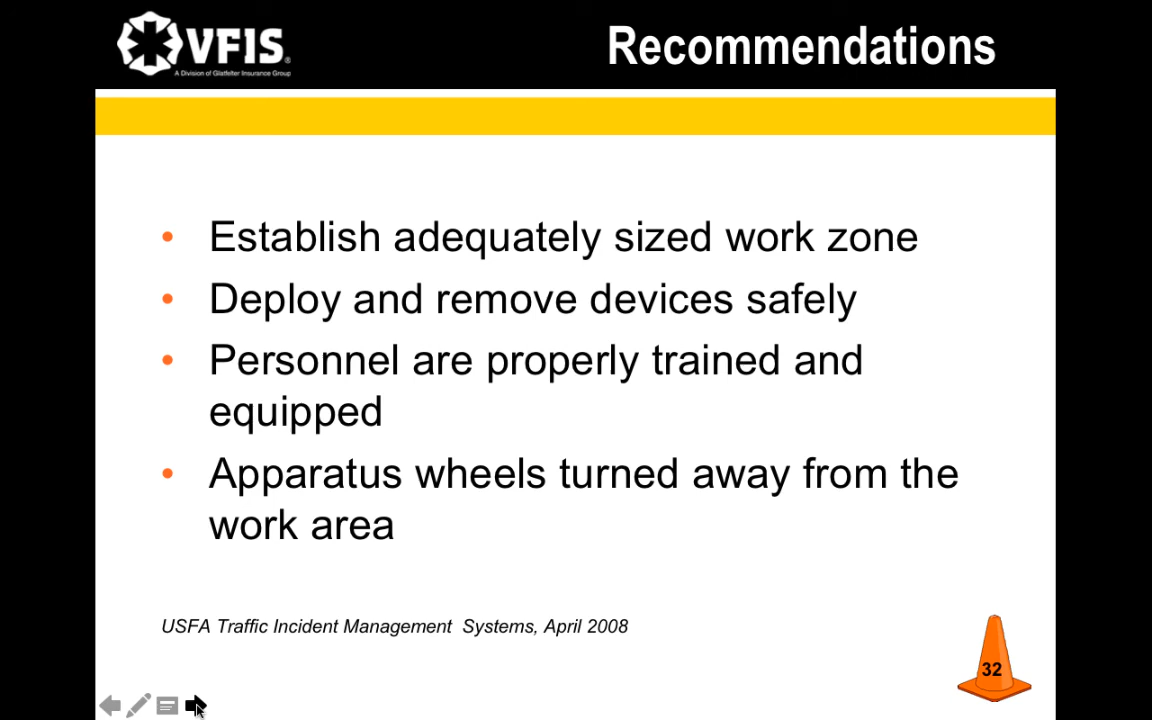 VFIS®
A Division of Glatfelter Insurance Group
Recommendations
• Establish adequately sized work zone
• Deploy and remove devices safely
• Personnel are properly trained and
equipped
• Apparatus wheels turned away from the
work area
USFA Traffic Incident Management Systems, April 2008
32